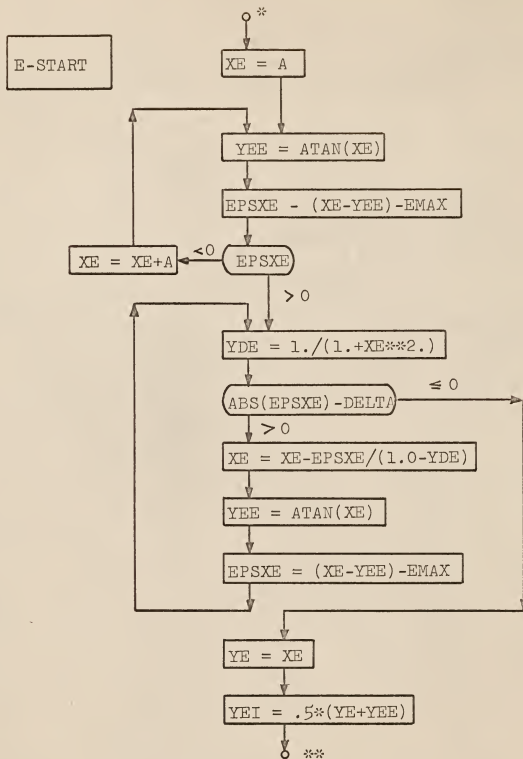 *
E-START
XE = A
YEE = ATAN(XE)
EPSXE - (XE-YEE)-EMAX
XE = XE+A
<0
EPSXE
>0
YDE = 1./(1.+XE**2.)
ABS(EPSXE)-DELTA
≤ 0
>0
XE = XE-EPSXE/(1.0-YDE)
YEE = ATAN(XE)
EPSXE = (XE-YEE)-EMAX
YE = XE
YEI = .5*(YE+YEE)
**